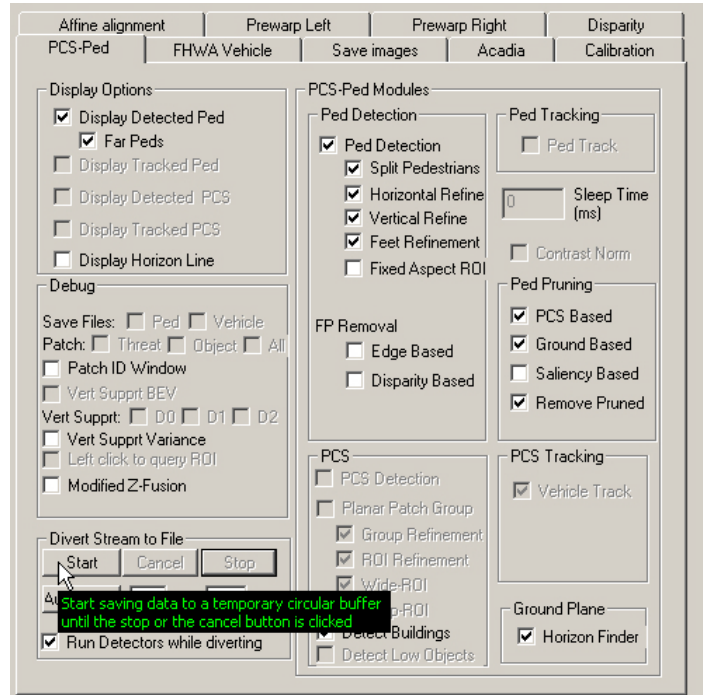 Affine alignment Prewarp Left Prewarp Right Disparity
PCS-Ped FHWA Vehicle Save images Acadia Calibration
Display Options
Display Detected Ped
Far Peds
Display Tracked Ped
Display Detected PCS
Display Tracked PCS
Display Horizon Line
Debug
Save Files: Ped Vehicle
Patch: Threat Object All
Patch ID Window
Vert Supprt BEV
Vert Supprt: D0 D1 D2
Vert Supprt Variance
Left click to query ROI
Modified Z-Fusion
Divert Stream to File
Start Cancel Stop
Start saving data to a temporary circular buffer
until the stop or the cancel button is clicked
Run Detectors while diverting
PCS-Ped Modules
Ped Detection
Ped Detection
Split Pedestrians
Horizontal Refine
Vertical Refine
Feet Refinement
Fixed Aspect ROI
FP Removal
Edge Based
Disparity Based
PCS
PCS Detection
Planar Patch Group
Group Refinement
ROI Refinement
Wide-ROI
Detect Buildings
Detect Low Objects
Ped Tracking
Ped Track
0 Sleep Time
(ms)
Contrast Norm
Ped Pruning
PCS Based
Ground Based
Saliency Based
Remove Pruned
PCS Tracking
Vehicle Track
Ground Plane
Horizon Finder